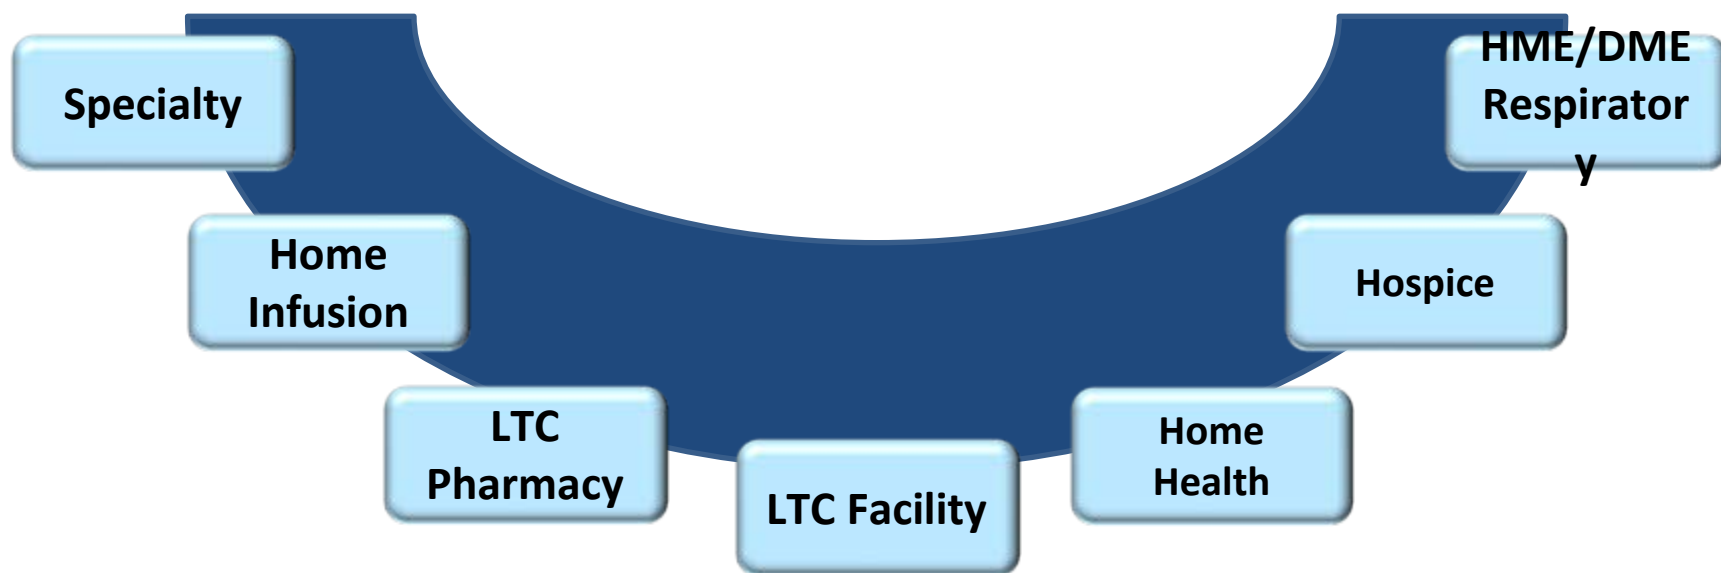 Specialty
Home
Infusion
LTC
Pharmacy
LTC Facility
Home
Health
Hospice
HME/DME
Respirator
y